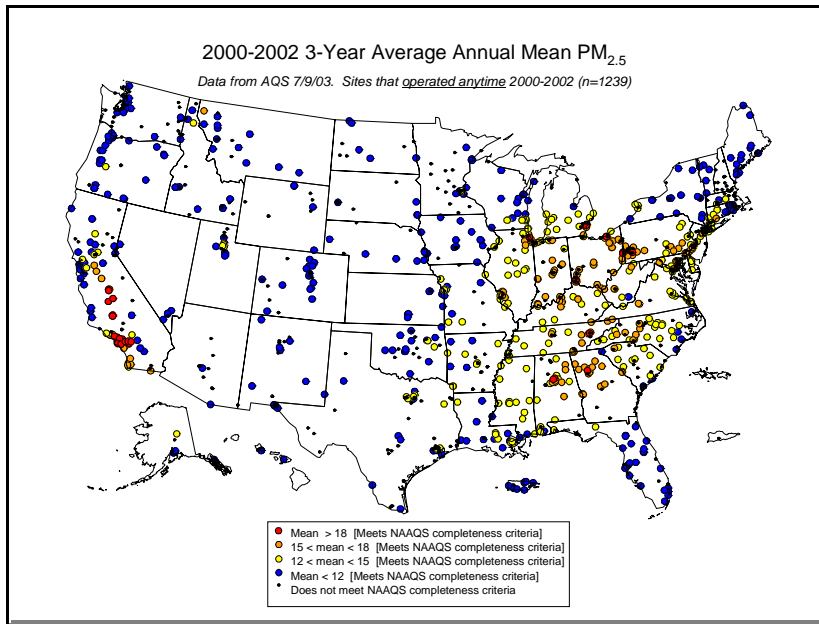 2000-2002 3-Year Average Annual Mean PM2.5
Data from AQS 7/9/03. Sites that operated anytime 2000-2002 (n=1239)
Mean > 18 [Meets NAAQS completeness criteria]
15 < mean < 18 [Meets NAAQS completeness criteria]
12 < mean < 15 [Meets NAAQS completeness criteria]
Mean < 12 [Meets NAAQS completeness criteria]
Does not meet NAAQS completeness criteria